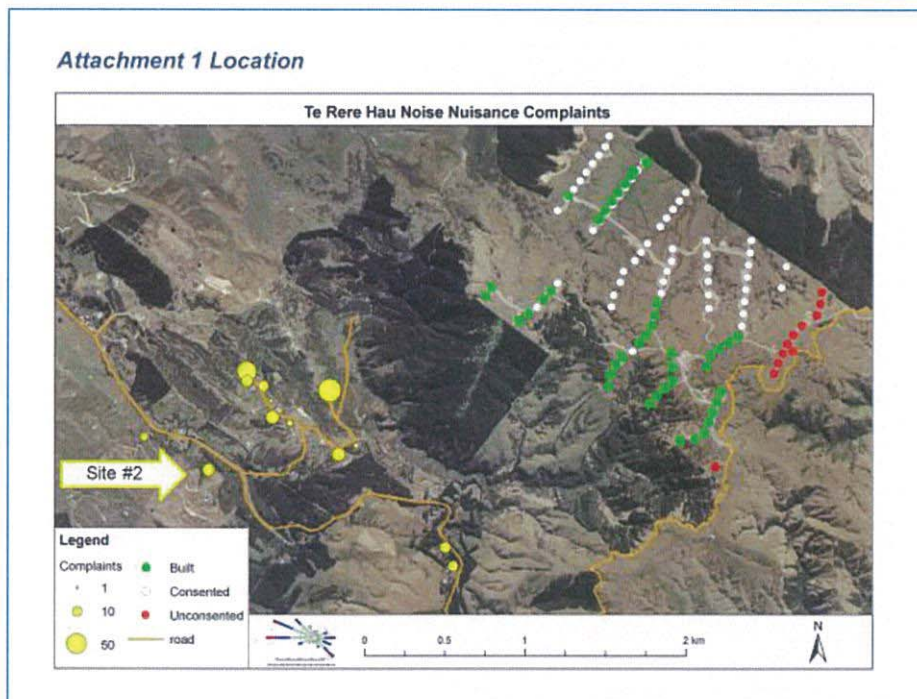 Attachment 1 Location
Te Rere Hau Noise Nuisance Complaints
Site #2
Legend
Complaints
1
10
50
Built
Consented
Unconsented
road
0 0.5 1 2 km
N